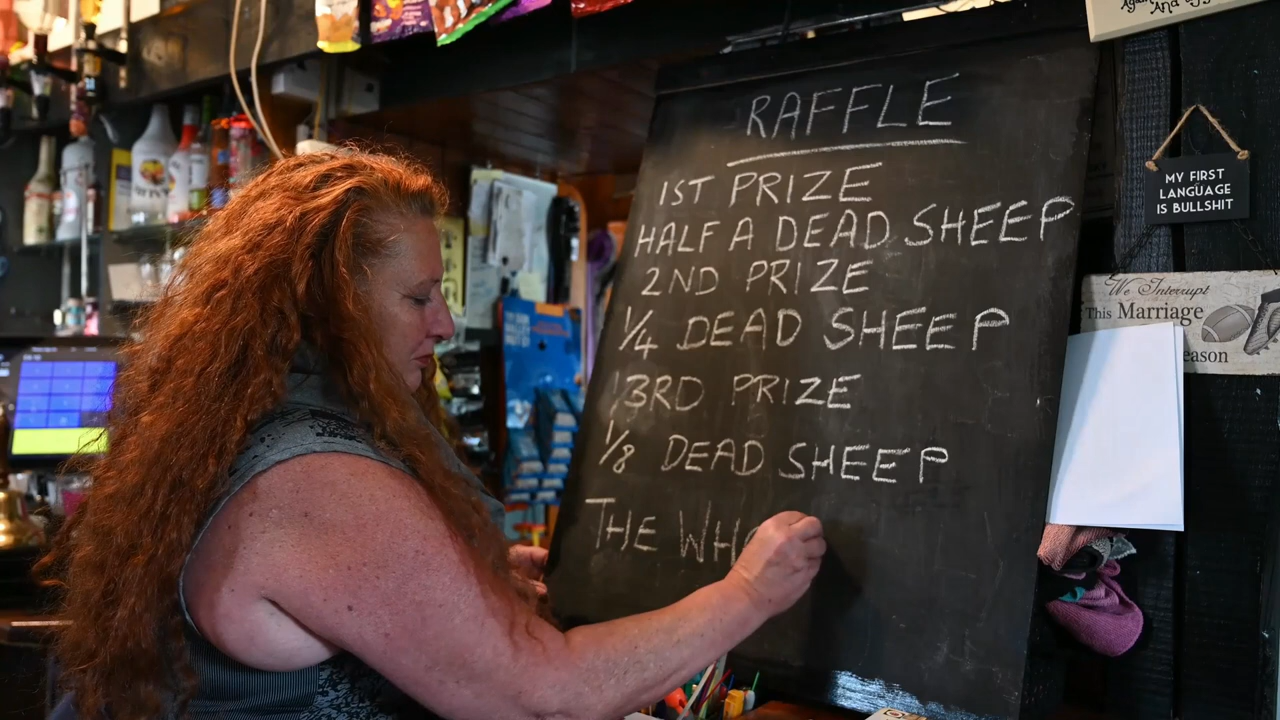 RAFFLE
1ST PRIZE
HALF A DEAD SHEEP
2ND PRIZE
1/4 DEAD SHEEP
3RD PRIZE
1/8 DEAD SHEEP
THE WHO
MY FIRST
LANGUAGE
IS BULLSHIT
We Interrupt
This Marriage
eason